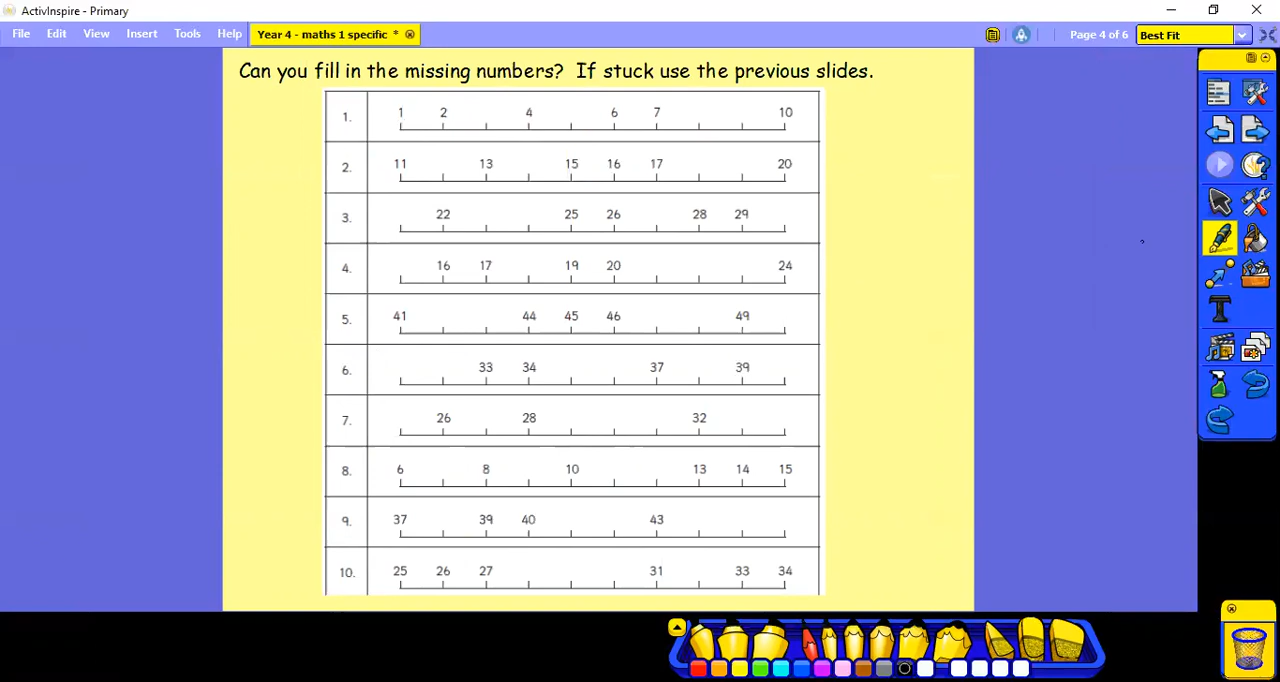 ActivInspire - Primary
File Edit View Insert Tools Help Year 4 - maths 1 specific * Page 4 of 6 Best Fit
Can you fill in the missing numbers? If stuck use the previous slides.
1. 1 2 4 6 7 10
2. 11 13 15 16 17 20
3. 22 25 26 28 29
4. 16 17 19 20 24
5. 41 44 45 46 49
6. 33 34 37 39
7. 26 28 32
8. 6 8 10 13 14 15
9. 37 39 40 43
10. 25 26 27 31 33 34